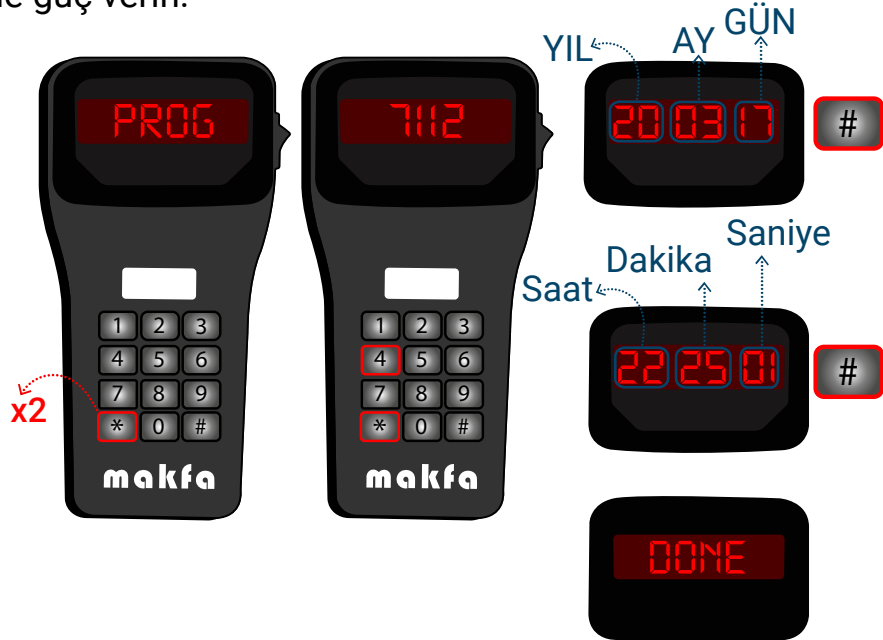 güç verin.
PROG
1 2 3
4 5 6
7 8 9
* 0 #
x2
makfa
7112
1 2 3
4 5 6
7 8 9
* 0 #
makfa
YIL AY GÜN
20 03 17
#
Saat Dakika Saniye
22 25 01
#
DONE